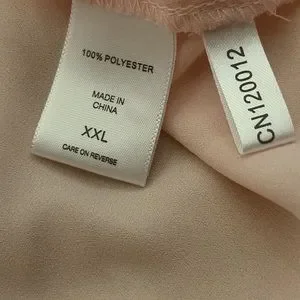 100% POLYESTER
MADE IN
CHINA
XXL
CARE ON REVERSE
CN120012